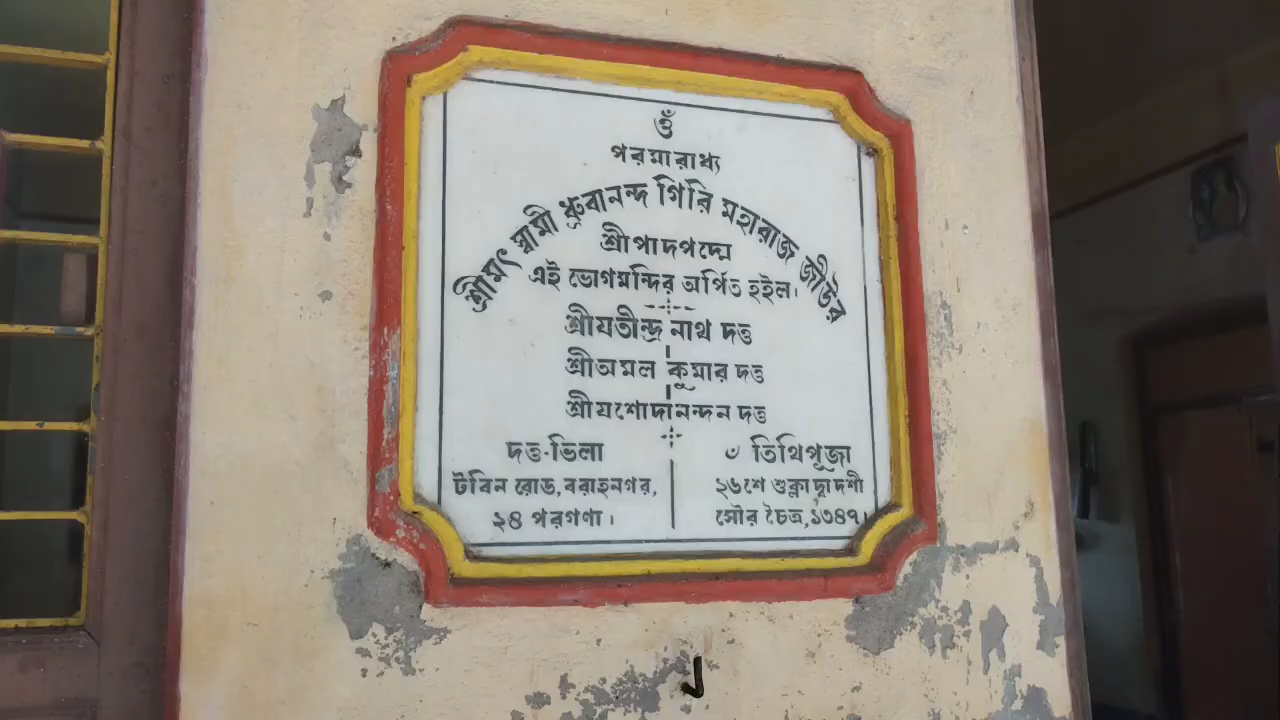 ওঁ
পরমারাধ্য
শ্রীমৎ স্বামী ধ্রুবানন্দ গিরি মহারাজ জীউর
শ্রীপাদপদ্মে
এই ভোগমন্দির অর্পিত হইল।
শ্রীযতীন্দ্র নাথ দত্ত
শ্রীঅমল কুমার দত্ত
শ্রীযশোদানন্দন দত্ত
দত্ত-ভিলা
টবিন রোড, বরাহনগর,
২৪ পরগণা।
ঁ তিথিপূজা
২৬শে শুক্লাদ্বাদশী
সৌর চৈত্র, ১৩৪৭।